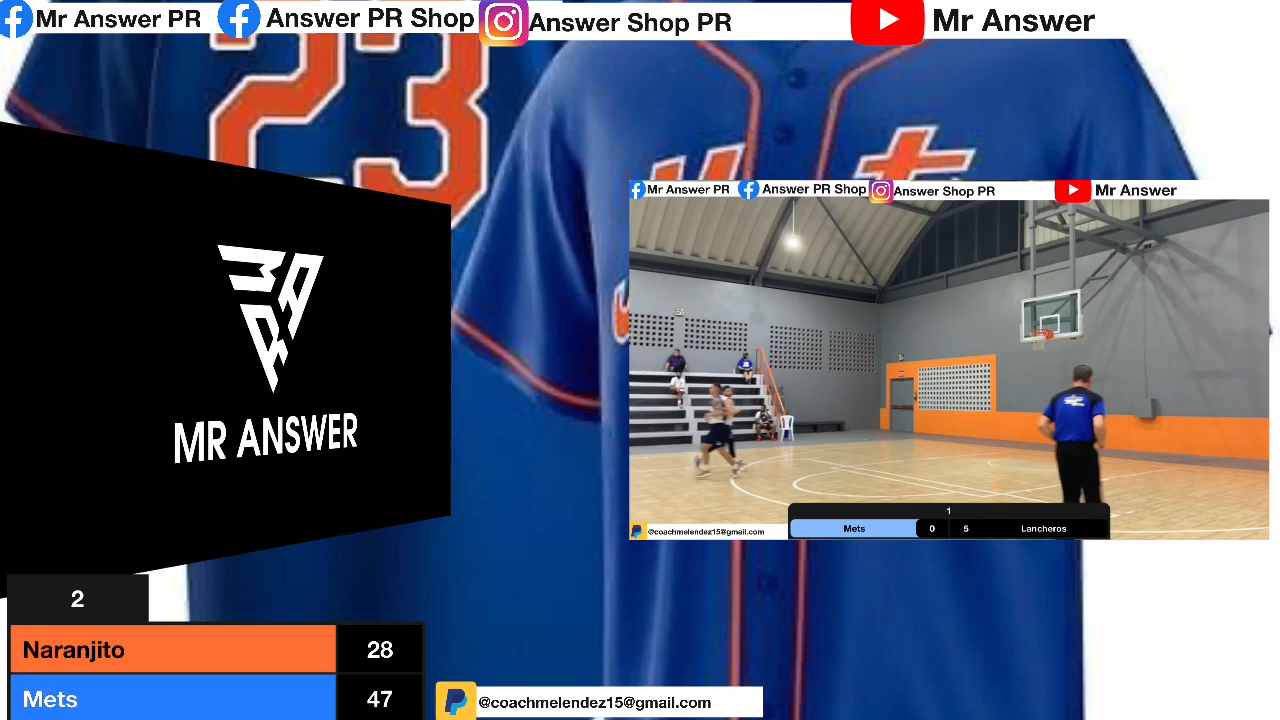 Mr Answer PR
Answer PR Shop
Answer Shop PR
Mr Answer
23
MR ANSWER
Mr Answer PR
Answer PR Shop
Answer Shop PR
Mr Answer
1
Mets 0 5 Lancheros
@coachmelendez15@gmail.com
2
Naranjito 28
Mets 47
@coachmelendez15@gmail.com